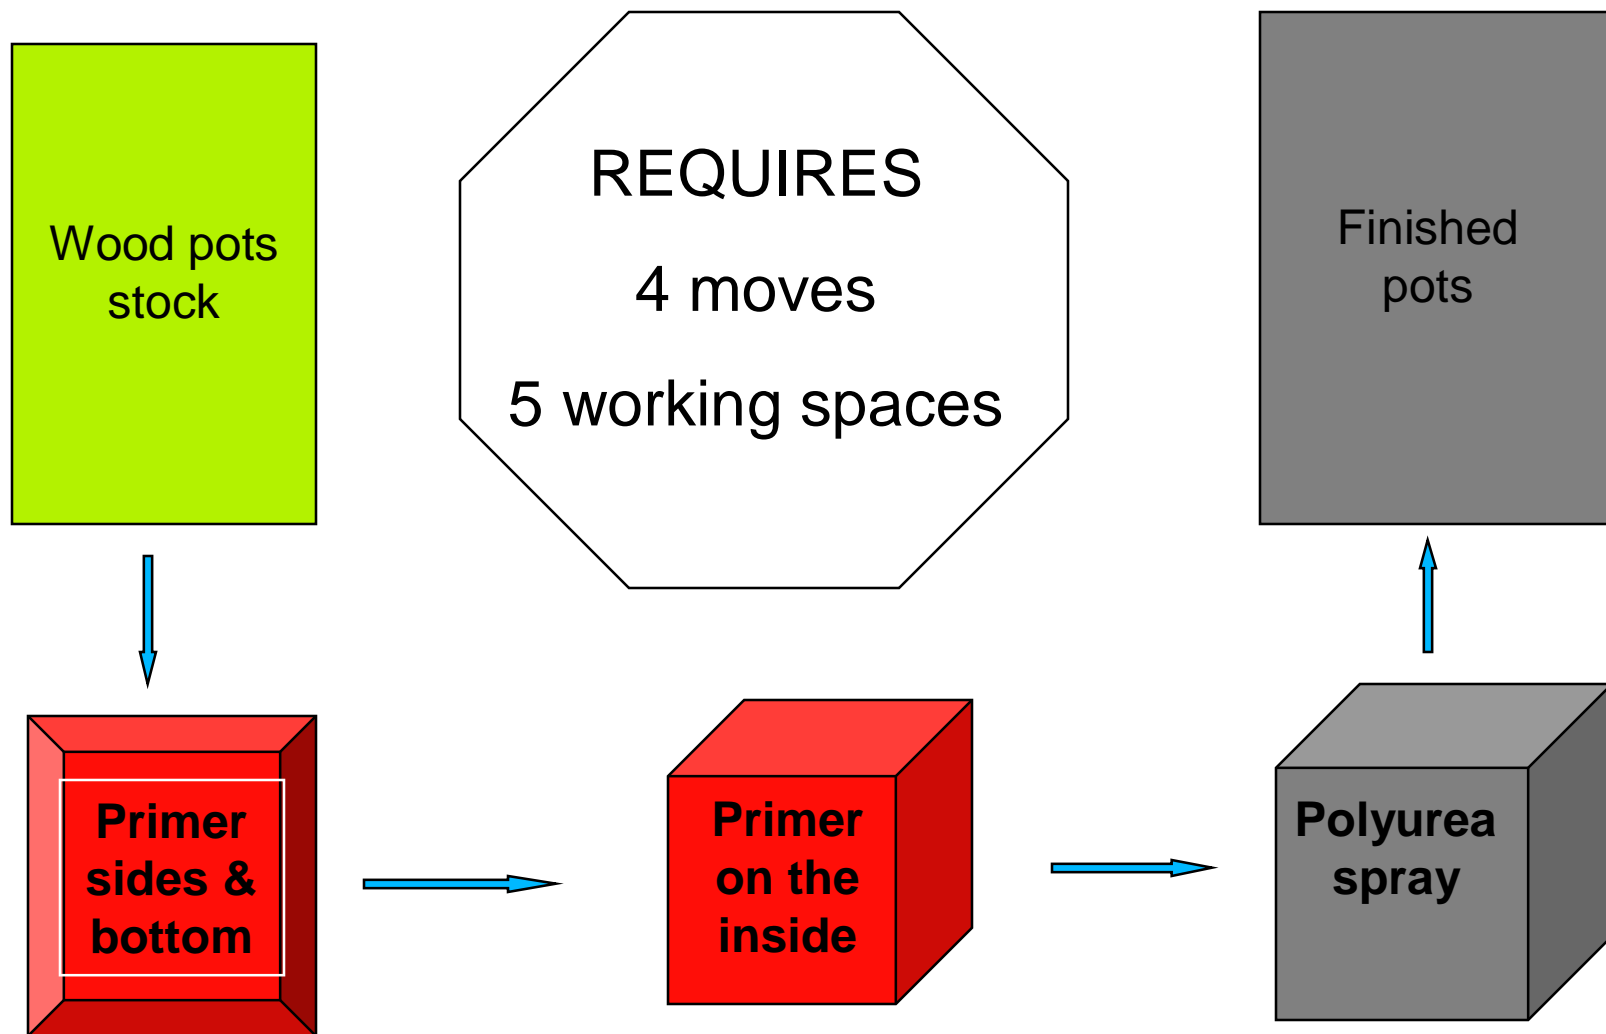 Wood pots
stock
REQUIRES
4 moves
5 working spaces
Finished
pots
Primer
sides &
bottom
Primer
on the
inside
Polyurea
spray